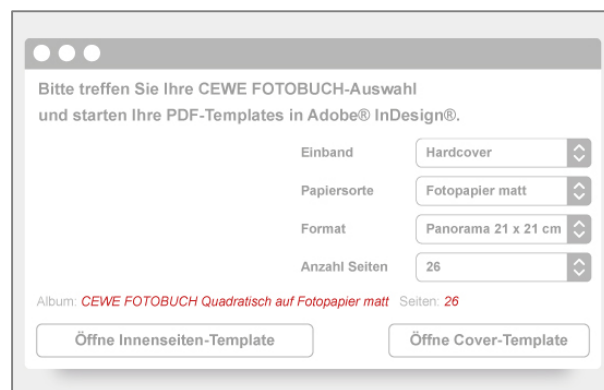 Bitte treffen Sie Ihre CEWE FOTOBUCH-Auswahl
und starten Ihre PDF-Templates in Adobe® InDesign®.
Einband Hardcover
Papiersorte Fotopapier matt
Format Panorama 21 x 21 cm
Anzahl Seiten 26
Album: CEWE FOTOBUCH Quadratisch auf Fotopapier matt Seiten: 26
Öffne Innenseiten-Template Öffne Cover-Template